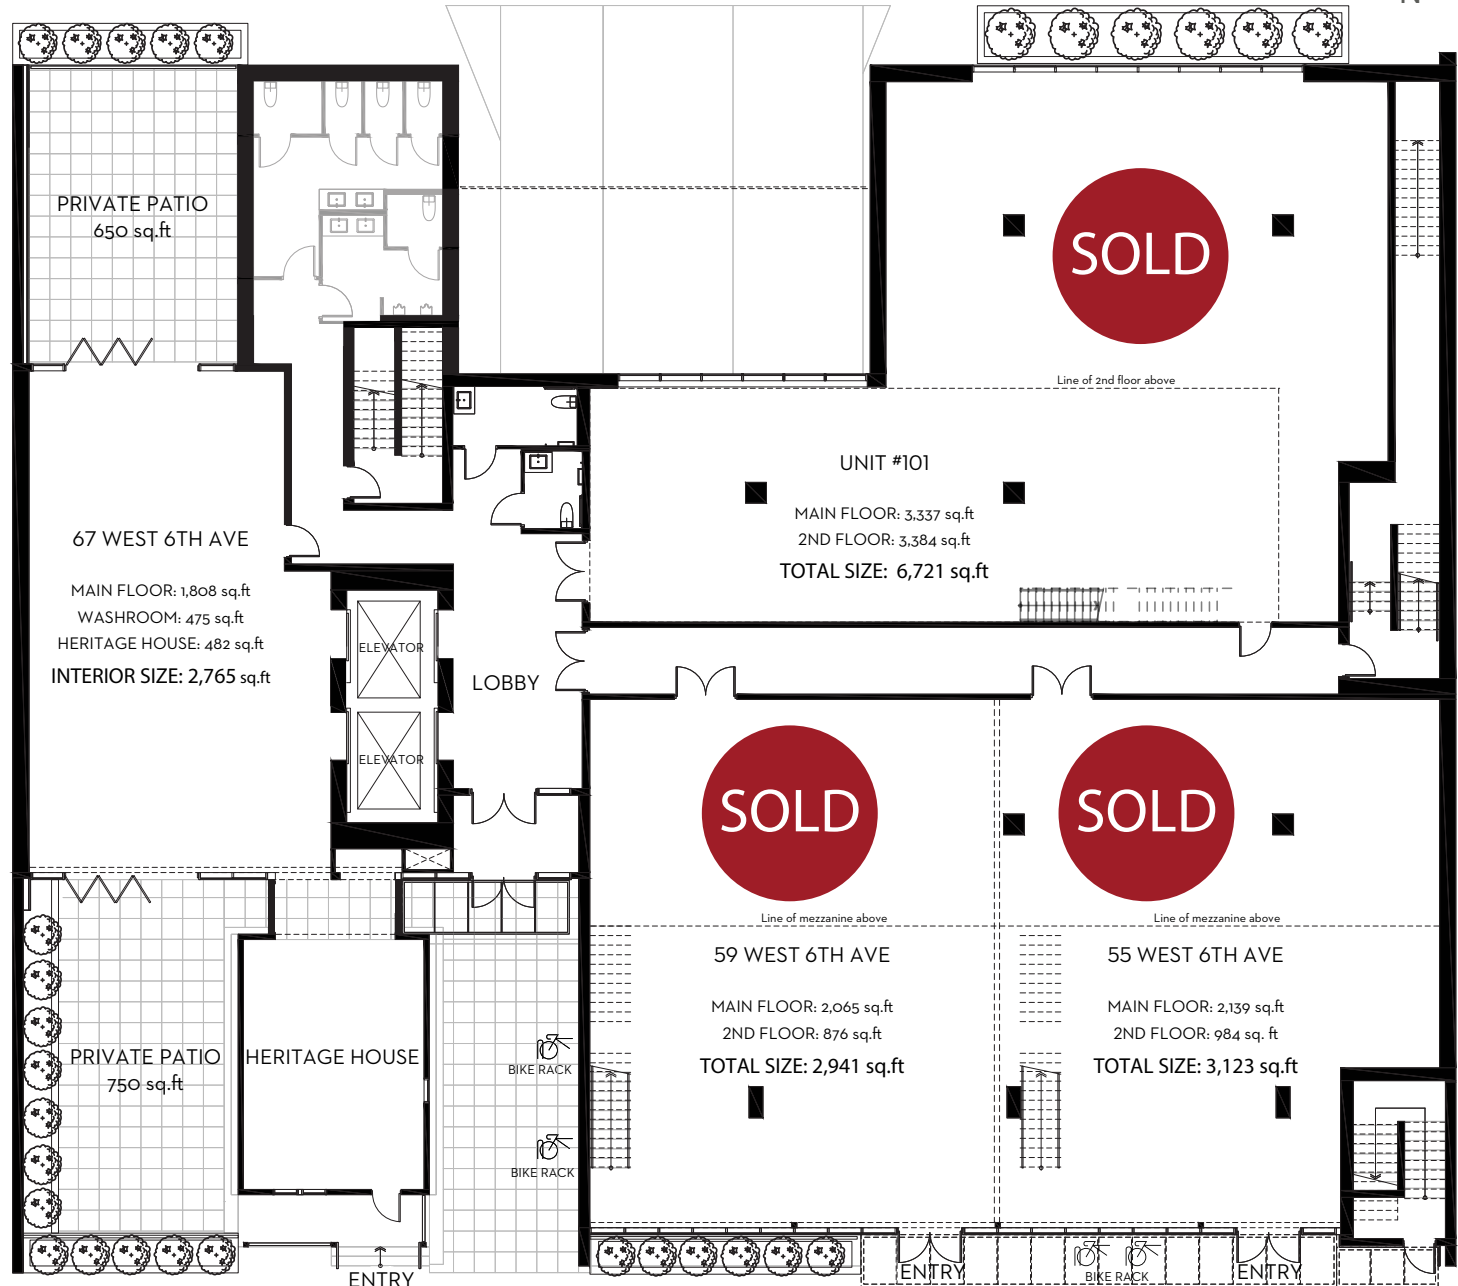 N
PRIVATE PATIO
650 sq.ft
SOLD
Line of 2nd floor above
UNIT #101
MAIN FLOOR: 3,337 sq.ft
2ND FLOOR: 3,384 sq.ft
TOTAL SIZE: 6,721 sq.ft
67 WEST 6TH AVE
MAIN FLOOR: 1,808 sq.ft
WASHROOM: 475 sq.ft
HERITAGE HOUSE: 482 sq.ft
INTERIOR SIZE: 2,765 sq.ft
ELEVATOR
LOBBY
ELEVATOR
SOLD
SOLD
Line of mezzanine above
Line of mezzanine above
59 WEST 6TH AVE
MAIN FLOOR: 2,065 sq.ft
2ND FLOOR: 876 sq.ft
TOTAL SIZE: 2,941 sq.ft
55 WEST 6TH AVE
MAIN FLOOR: 2,139 sq.ft
2ND FLOOR: 984 sq. ft
TOTAL SIZE: 3,123 sq.ft
PRIVATE PATIO
750 sq.ft
HERITAGE HOUSE
BIKE RACK
BIKE RACK
ENTRY
ENTRY
BIKE RACK
ENTRY